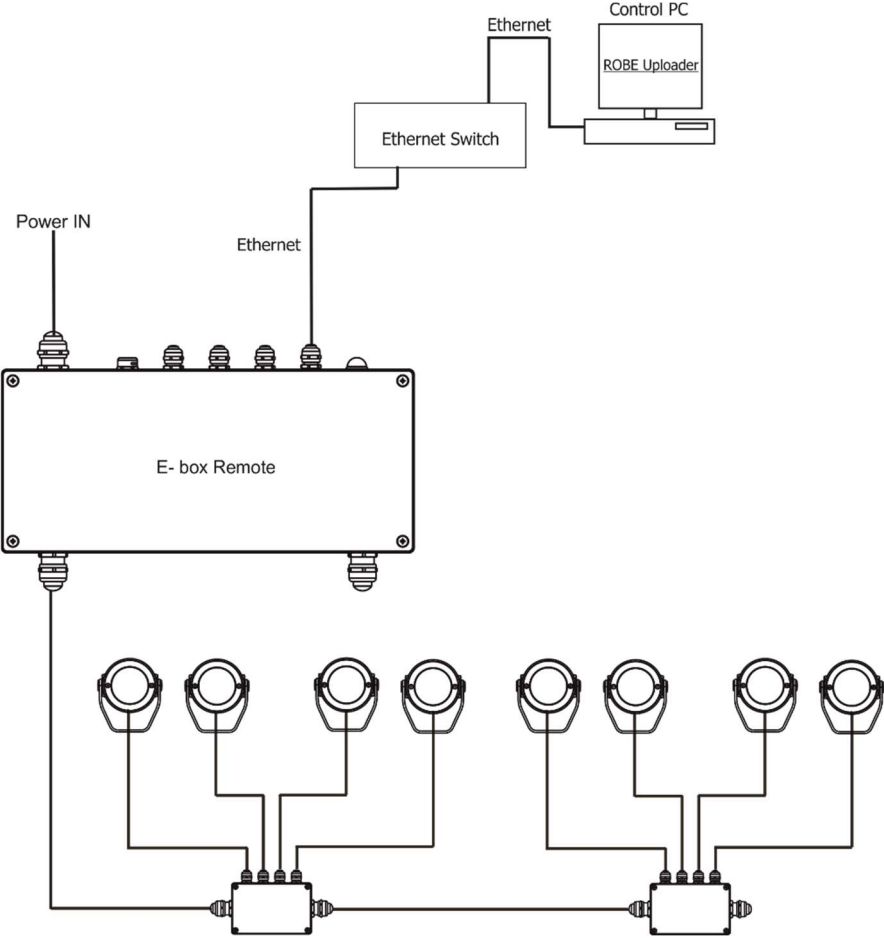 Control PC
Ethernet
ROBE Uploader
Ethernet Switch
Power IN
Ethernet
E- box Remote